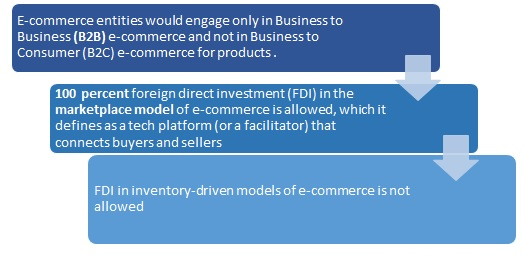 E-commerce entities would engage only in Business to
Business (B2B) e-commerce and not in Business to
Consumer (B2C) e-commerce for products .
100 percent foreign direct investment (FDI) in the
marketplace model of e-commerce is allowed, which it
defines as a tech platform (or a facilitator) that
connects buyers and sellers
FDI in inventory-driven models of e-commerce is not
allowed